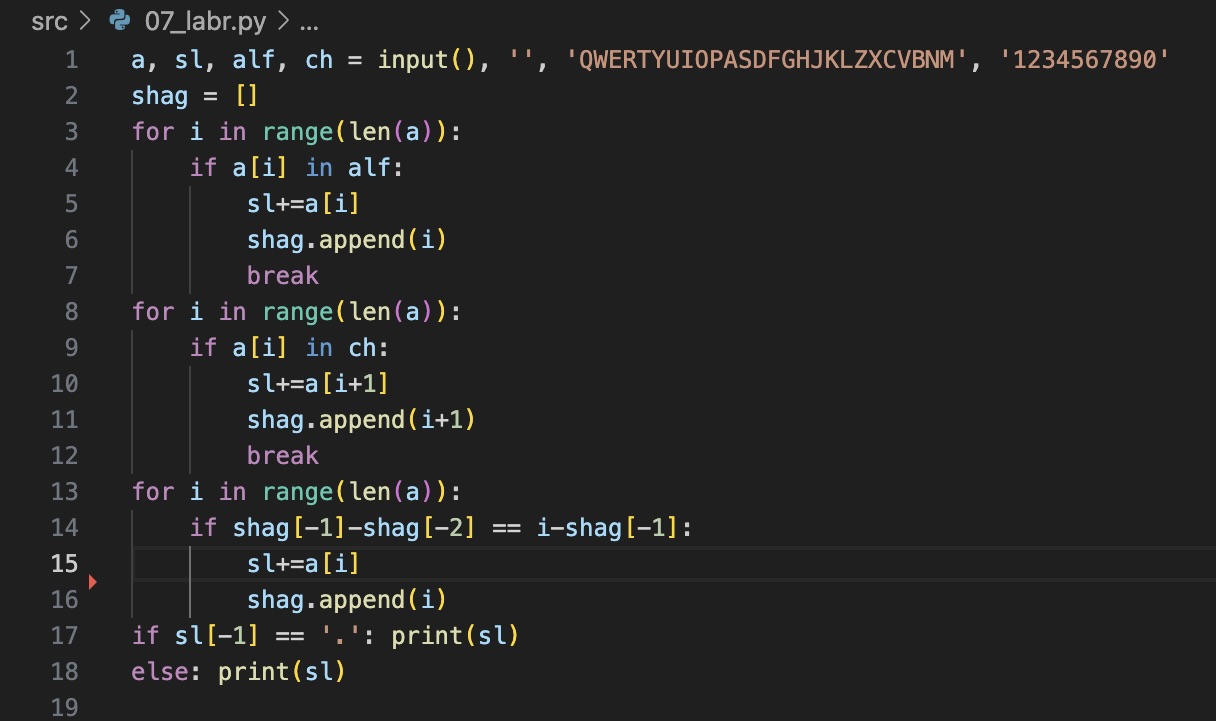 src > 07_labr.py > ...
1 a, sl, alf, ch = input(), '', 'QWERTYUIOPASDFGHJKLZXCVBNM', '1234567890'
2 shag = []
3 for i in range(len(a)):
4     if a[i] in alf:
5         sl+=a[i]
6         shag.append(i)
7         break
8 for i in range(len(a)):
9     if a[i] in ch:
10         sl+=a[i+1]
11         shag.append(i+1)
12         break
13 for i in range(len(a)):
14     if shag[-1]-shag[-2] == i-shag[-1]:
15         sl+=a[i]
16         shag.append(i)
17 if sl[-1] == '.': print(sl)
18 else: print(sl)
19